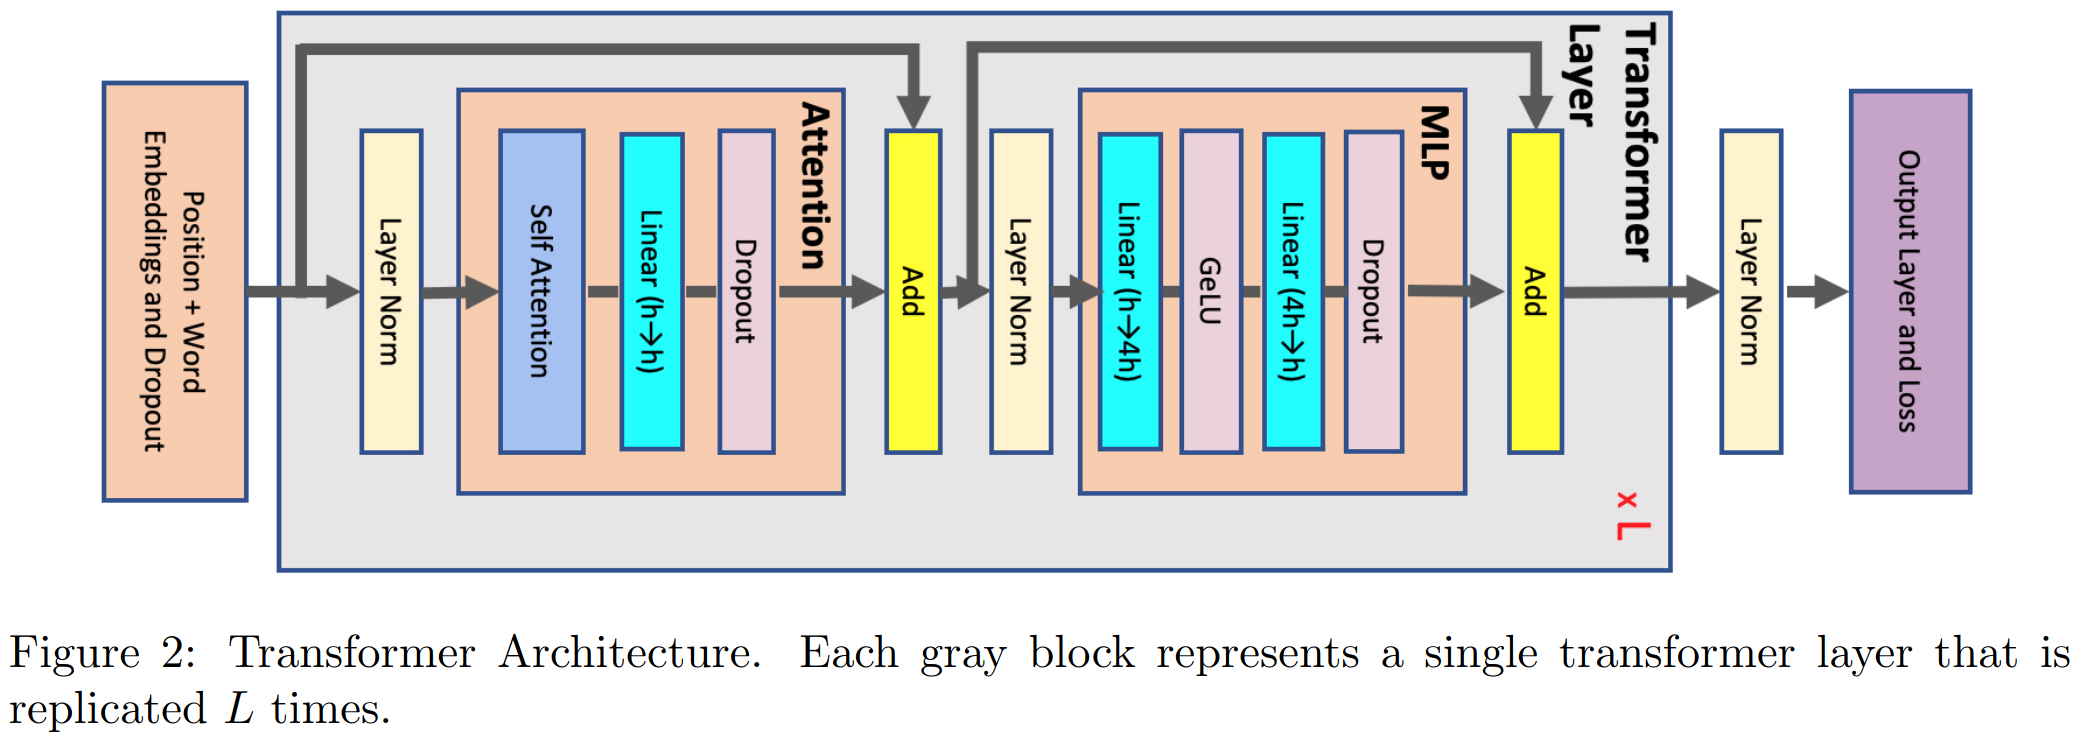 Position + Word
Embeddings and Dropout
Layer Norm
Attention
Self Attention
Linear (h→h)
Dropout
Add
Layer Norm
MLP
Linear (h→4h)
GeLU
Linear (4h→h)
Dropout
Add
Transformer
Layer
x L
Layer Norm
Output Layer and Loss
Figure 2: Transformer Architecture. Each gray block represents a single transformer layer that is
replicated L times.